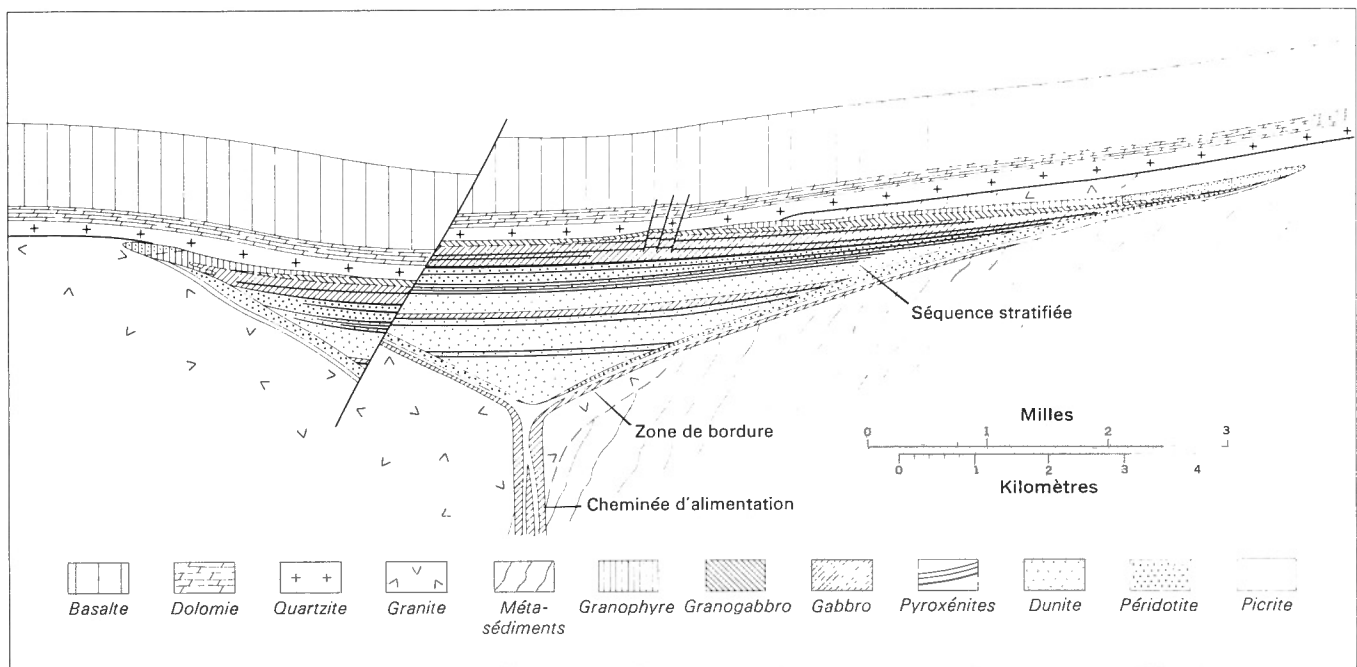 Séquence stratifiée
Zone de bordure
Cheminée d'alimentation
Milles
0 1 2 3
0 1 2 3 4
Kilomètres
Basalte
Dolomie
Quartzite
Granite
Méta-
sédiments
Granophyre
Granogabbro
Gabbro
Pyroxénites
Dunite
Péridotite
Picrite